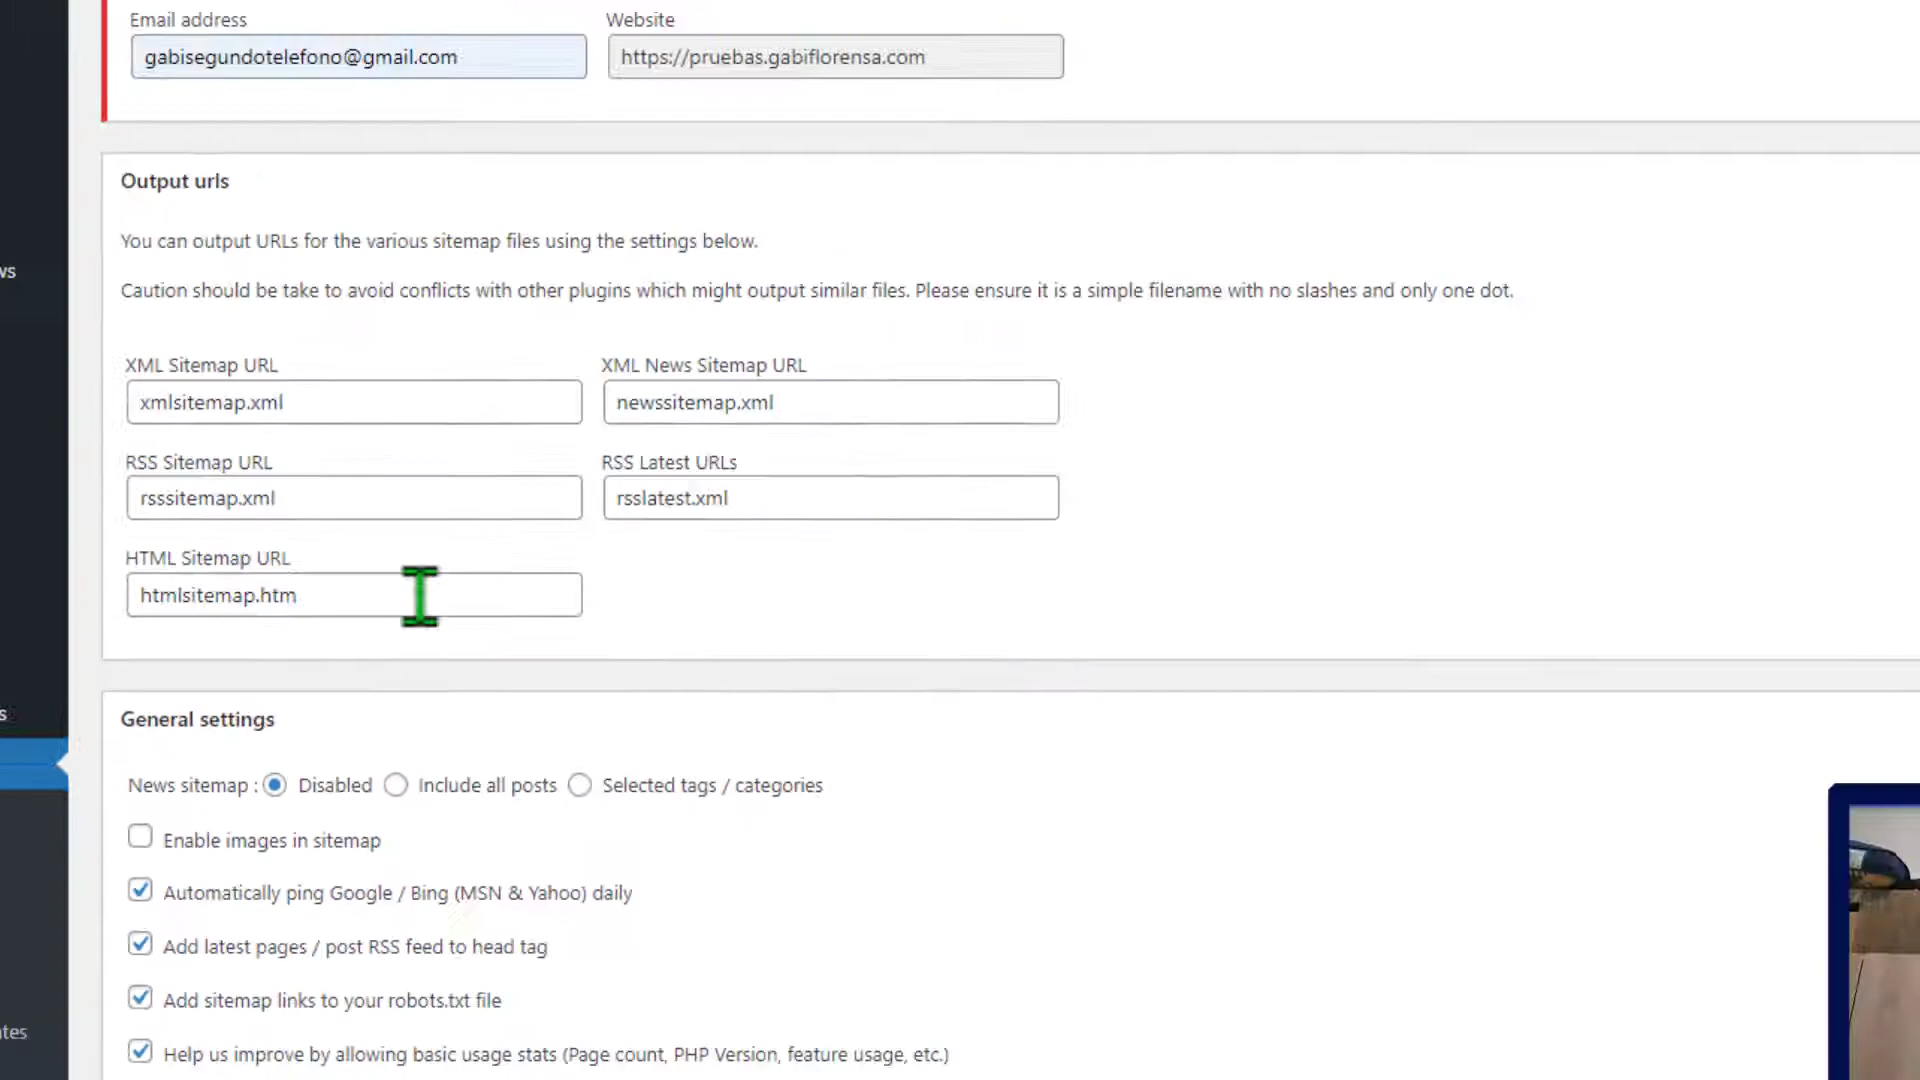 Email address Website
gabisegundotelefono@gmail.com https://pruebas.gabiflorensa.com
Output urls
You can output URLs for the various sitemap files using the settings below.
ws
Caution should be take to avoid conflicts with other plugins which might output similar files. Please ensure it is a simple filename with no slashes and only one dot.
XML Sitemap URL XML News Sitemap URL
xmlsitemap.xml newssitemap.xml
RSS Sitemap URL RSS Latest URLs
rsssitemap.xml rsslatest.xml
HTML Sitemap URL
htmlsitemap.htm
s
General settings
News sitemap : Disabled Include all posts Selected tags / categories
Enable images in sitemap
Automatically ping Google / Bing (MSN & Yahoo) daily
Add latest pages / post RSS feed to head tag
Add sitemap links to your robots.txt file
ates
Help us improve by allowing basic usage stats (Page count, PHP Version, feature usage, etc.)